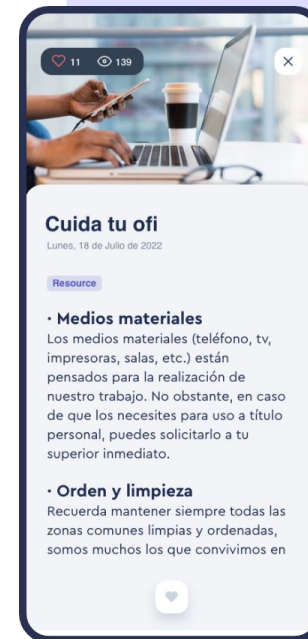 11 139
Cuida tu ofi
Lunes, 18 de Julio de 2022
Resource
· Medios materiales
Los medios materiales (teléfono, tv,
impresoras, salas, etc.) están
pensados para la realización de
nuestro trabajo. No obstante, en caso
de que los necesites para uso a título
personal, puedes solicitarlo a tu
superior inmediato.
· Orden y limpieza
Recuerda mantener siempre todas las
zonas comunes limpias y ordenadas,
somos muchos los que convivimos en